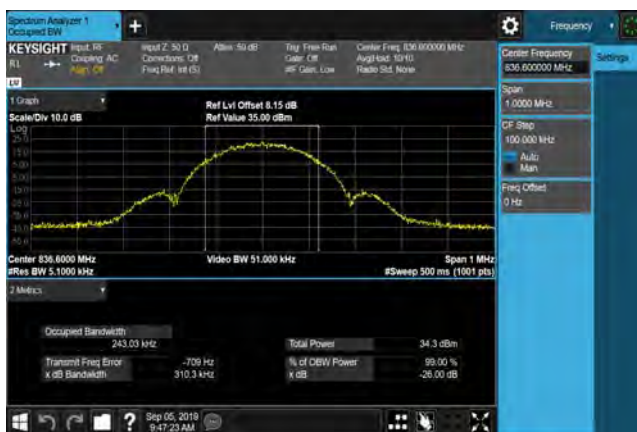 Spectrum Analyzer 1
Occupied BW
Frequency
KEYSIGHT Input: RF
Coupling: AC
Align: Off
Input Z: 50 Ω
Corrections: Off
Freq Ref: Int (S)
Atten: 50 dB
Trig: Free Run
Gate: Off
#IF Gain: Low
Center Freq: 836.600000 MHz
Avg|Hold: 10/10
Radio Std: None
Center Frequency
836.600000 MHz
Settings
Span
1.0000 MHz
CF Step
100.000 kHz
Auto
Man
Freq Offset
0 Hz
1 Graph
Scale/Div 10.0 dB
Ref Lvl Offset 8.15 dB
Ref Value 35.00 dBm
Log
Center 836.6000 MHz
#Res BW 5.1000 kHz
Video BW 51.000 kHz
Span 1 MHz
#Sweep 500 ms (1001 pts)
2 Metrics
Occupied Bandwidth
243.03 kHz
Total Power 34.3 dBm
Transmit Freq Error -709 Hz
% of OBW Power 99.00 %
x dB Bandwidth 310.3 kHz
x dB -26.00 dB
Sep 05, 2019
9:47:23 AM